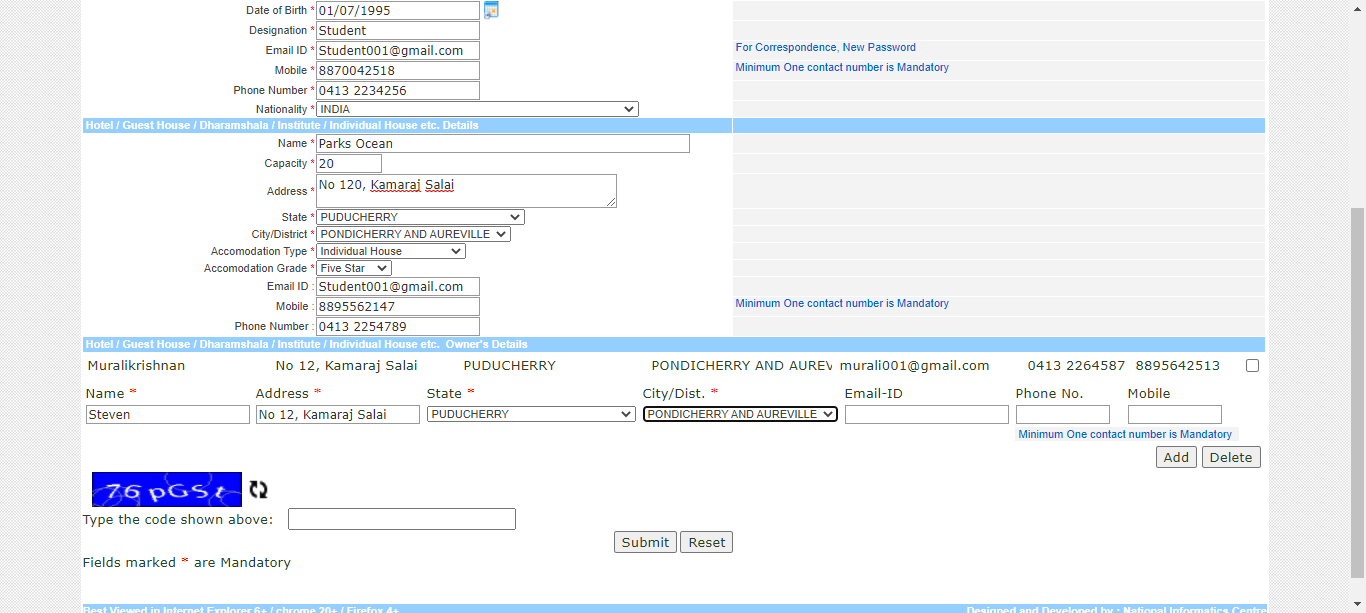 Date of Birth * 01/07/1995
Designation * Student
Email ID * Student001@gmail.com For Correspondence, New Password
Mobile * 8870042518 Minimum One contact number is Mandatory
Phone Number * 0413 2234256
Nationality * INDIA
Hotel / Guest House / Dharamshala / Institute / Individual House etc. Details
Name * Parks Ocean
Capacity * 20
Address * No 120, Kamaraj Salai
State * PUDUCHERRY
City/District * PONDICHERRY AND AUREVILLE
Accomodation Type * Individual House
Accomodation Grade * Five Star
Email ID : Student001@gmail.com
Mobile : 8895562147 Minimum One contact number is Mandatory
Phone Number : 0413 2254789
Hotel / Guest House / Dharamshala / Institute / Individual House etc. Owner's Details
Muralikrishnan No 12, Kamaraj Salai PUDUCHERRY PONDICHERRY AND AUREV murali001@gmail.com 0413 2264587 8895642513
Name * Address * State * City/Dist. * Email-ID Phone No. Mobile
Steven No 12, Kamaraj Salai PUDUCHERRY PONDICHERRY AND AUREVILLE
Minimum One contact number is Mandatory
Add Delete
76pGSt
Type the code shown above:
Submit Reset
Fields marked * are Mandatory
Best Viewed in Internet Explorer 6+ / chrome 20+ / Firefox 4+ Designed and Developed by : National Informatics Centre